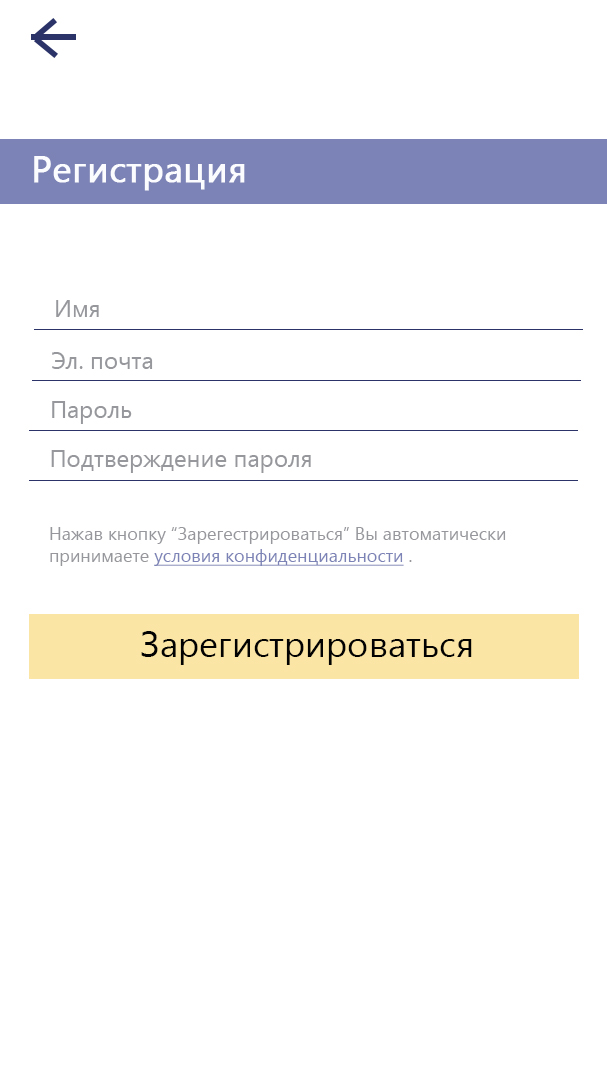 Регистрация
Имя
Эл. почта
Пароль
Подтверждение пароля
Нажав кнопку “Зарегестрироваться” Вы автоматически
принимаете условия конфиденциальности .
Зарегистрироваться